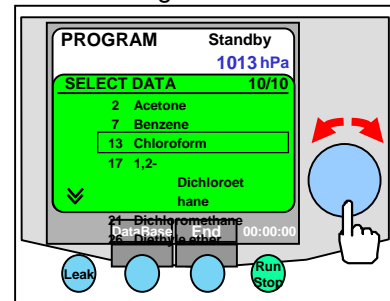 PROGRAM Standby
1013 hPa
SELECT DATA 10/10
2 Acetone
7 Benzene
13 Chloroform
17 1,2-
Dichloroet
hane
21 Dichloromethane
DataBase End 00:00:00
26 Diethyle ether
Leak Run
Stop